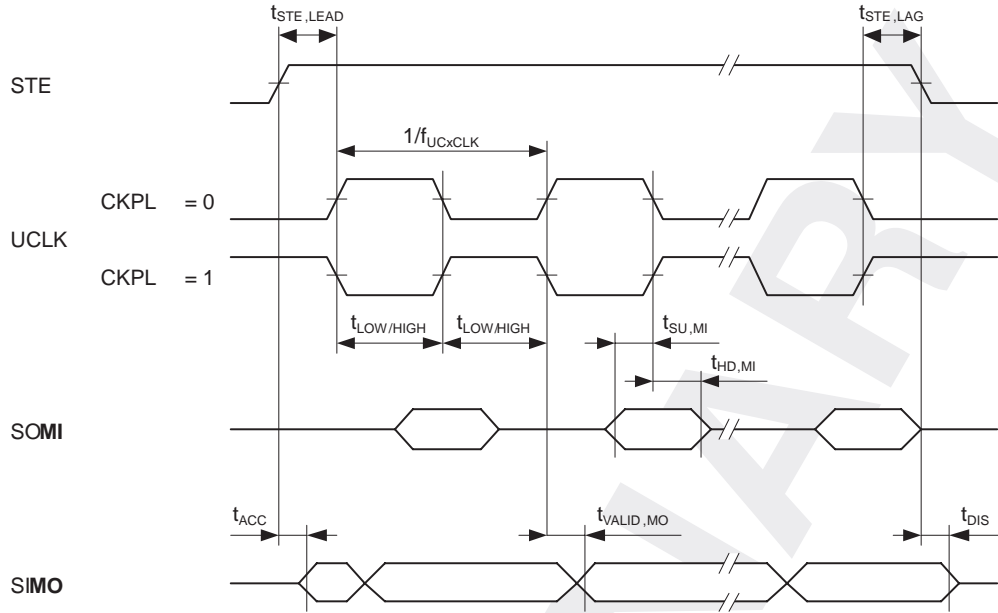 tSTE,LEAD
tSTE,LAG
STE
1/fUCxCLK
CKPL = 0
UCLK
CKPL = 1
tLOW/HIGH tLOW/HIGH
tSU,MI
tHD,MI
SOMI
tACC
tVALID,MO
tDIS
SIMO